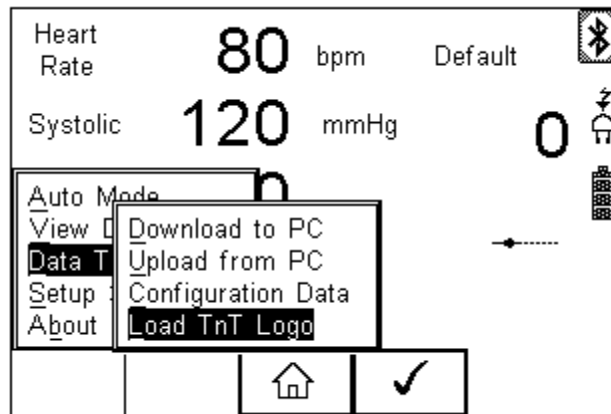 Heart
Rate
80 bpm
Default
Systolic
120 mmHg
0
Auto Mode
View D
Data T
Setup
About
Download to PC
Upload from PC
Configuration Data
Load TnT Logo